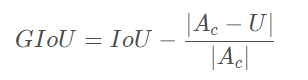 GIoU = IoU − |A_c − U| / |A_c|